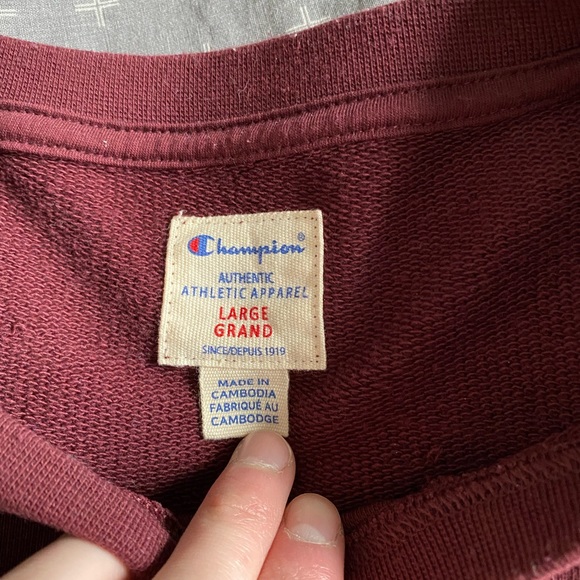 Champion®
AUTHENTIC
ATHLETIC APPAREL
LARGE
GRAND
SINCE/DEPUIS 1919
MADE IN
CAMBODIA
FABRIQUÉ AU
CAMBODGE